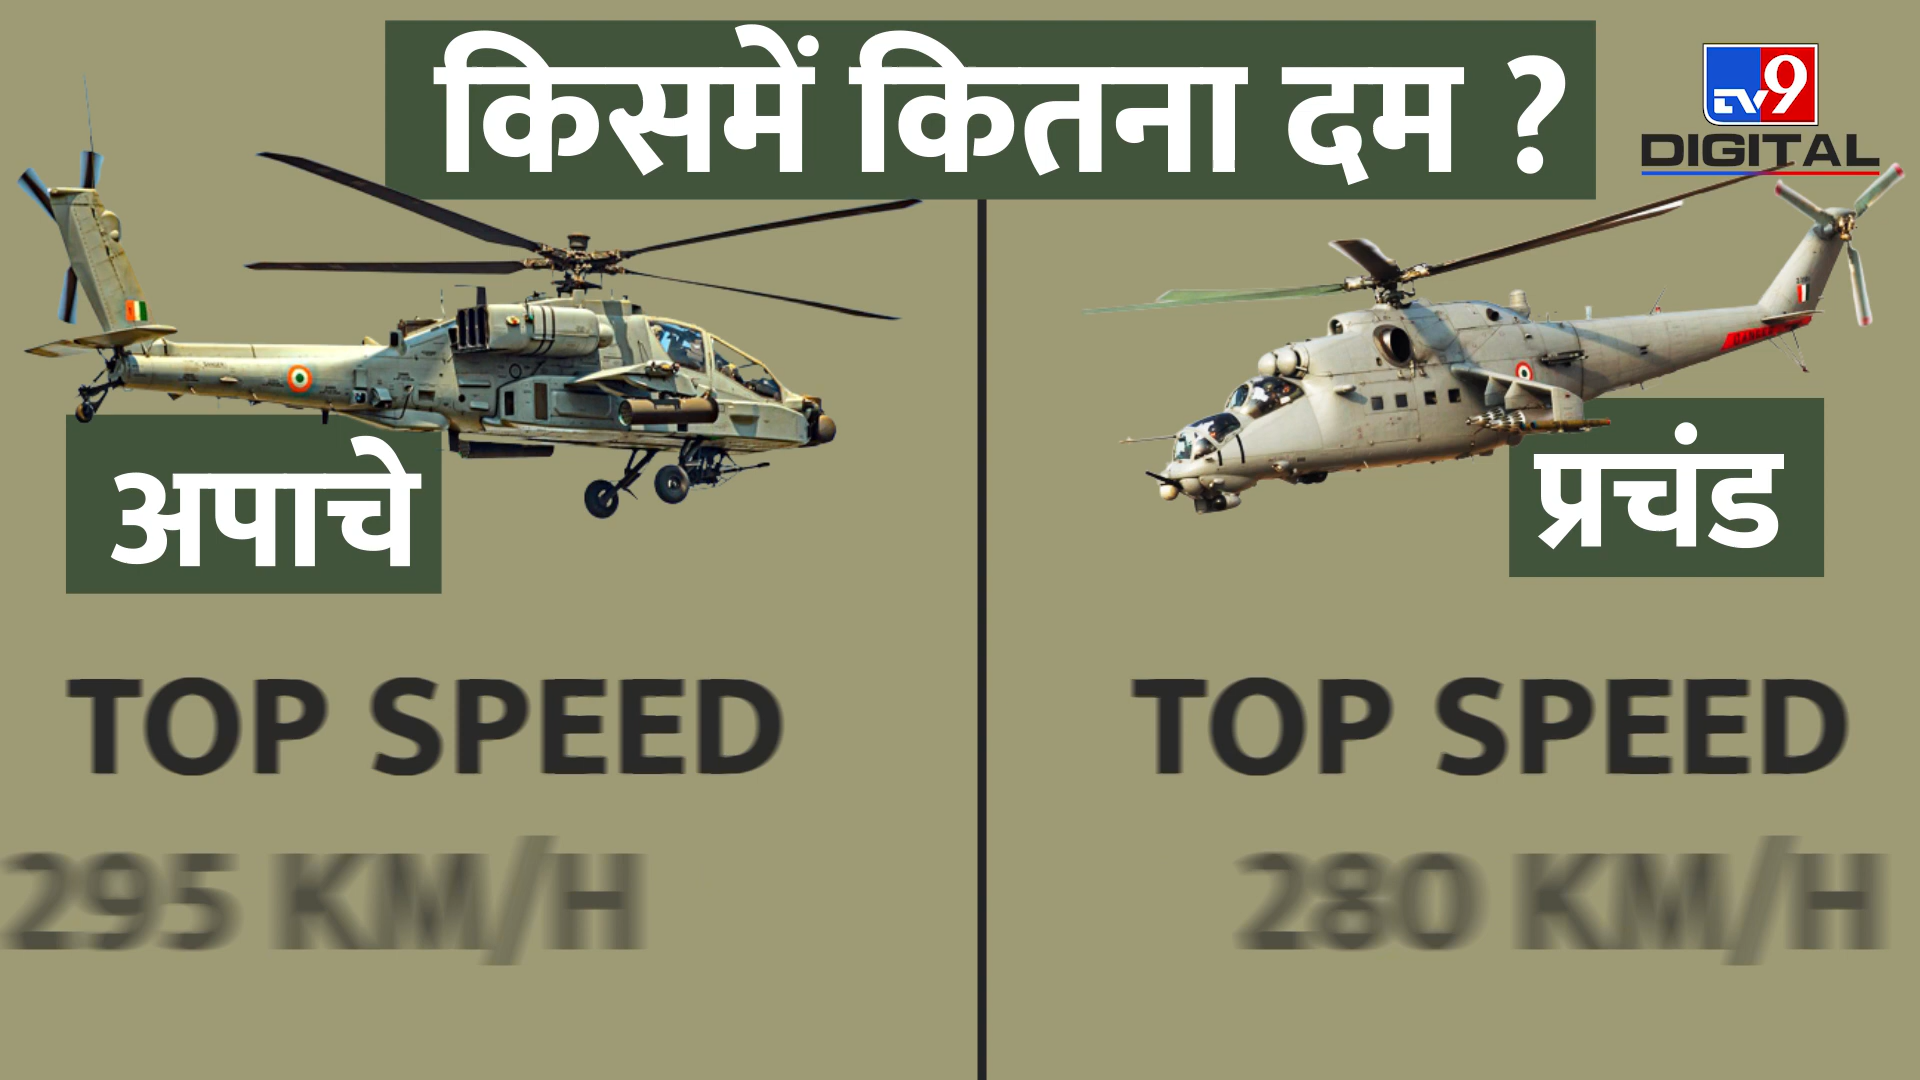 किसमें कितना दम ?
TV9
DIGITAL
अपाचे
प्रचंड
TOP SPEED
295 KM/H
TOP SPEED
280 KM/H